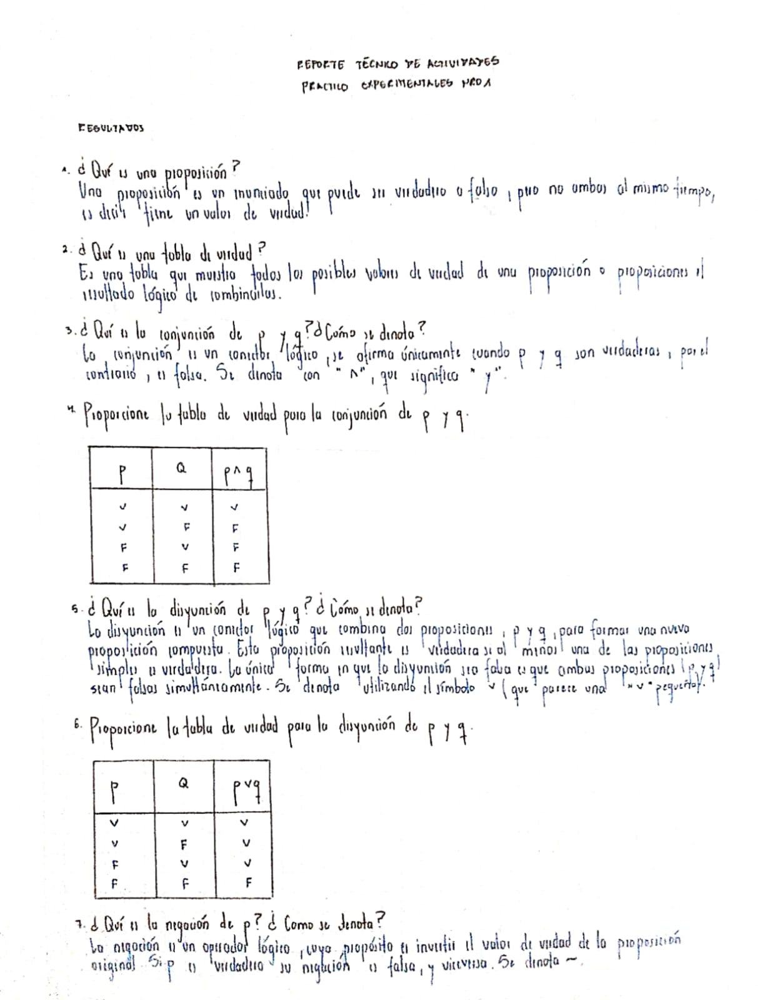 REPORTE TÉCNICO DE ACTIVIDADES
PRACTICO EXPERIMENTALES NRO 1
RESULTADOS
1. ¿Qué es una proposición?
Una proposición es un enunciado que puede ser verdadero o falso, pero no ambos al mismo tiempo,
es decir tiene un valor de verdad.
2. ¿Qué es una tabla de verdad?
Es una tabla que muestra todos los posibles valores de verdad de una proposición o proposiciones el
resultado lógico de combinarlas.
3. ¿Qué es la conjunción de p y q? ¿Cómo se denota?
La conjunción es un conector lógico, se afirma únicamente cuando p y q son verdaderas, por el
contrario, es falsa. Se denota con "∧", que significa "y".
4. Proporcione la tabla de verdad para la conjunción de p y q.
P Q p∧q
V V V
V F F
F V F
F F F
5. ¿Qué es la disyunción de p y q? ¿Cómo se denota?
La disyunción es un conector lógico que combina dos proposiciones, p y q, para formar una nueva
proposición compuesta. Esta proposición resultante es verdadera si al menos una de las proposiciones
simples es verdadera. La única forma en que la disyunción sea falsa es que ambas proposiciones (p y q)
sean falsas simultáneamente. Se denota utilizando el símbolo ∨ (que parece una "v" pequeña).
6. Proporcione la tabla de verdad para la disyunción de p y q.
P Q p∨q
V V V
V F V
F V V
F F F
7. ¿Qué es la negación de p? ¿Como se denota?
La negación es un operador lógico, cuyo propósito es invertir el valor de verdad de la proposición
original. Si p es verdadera su negación es falsa, y viceversa. Se denota ~.